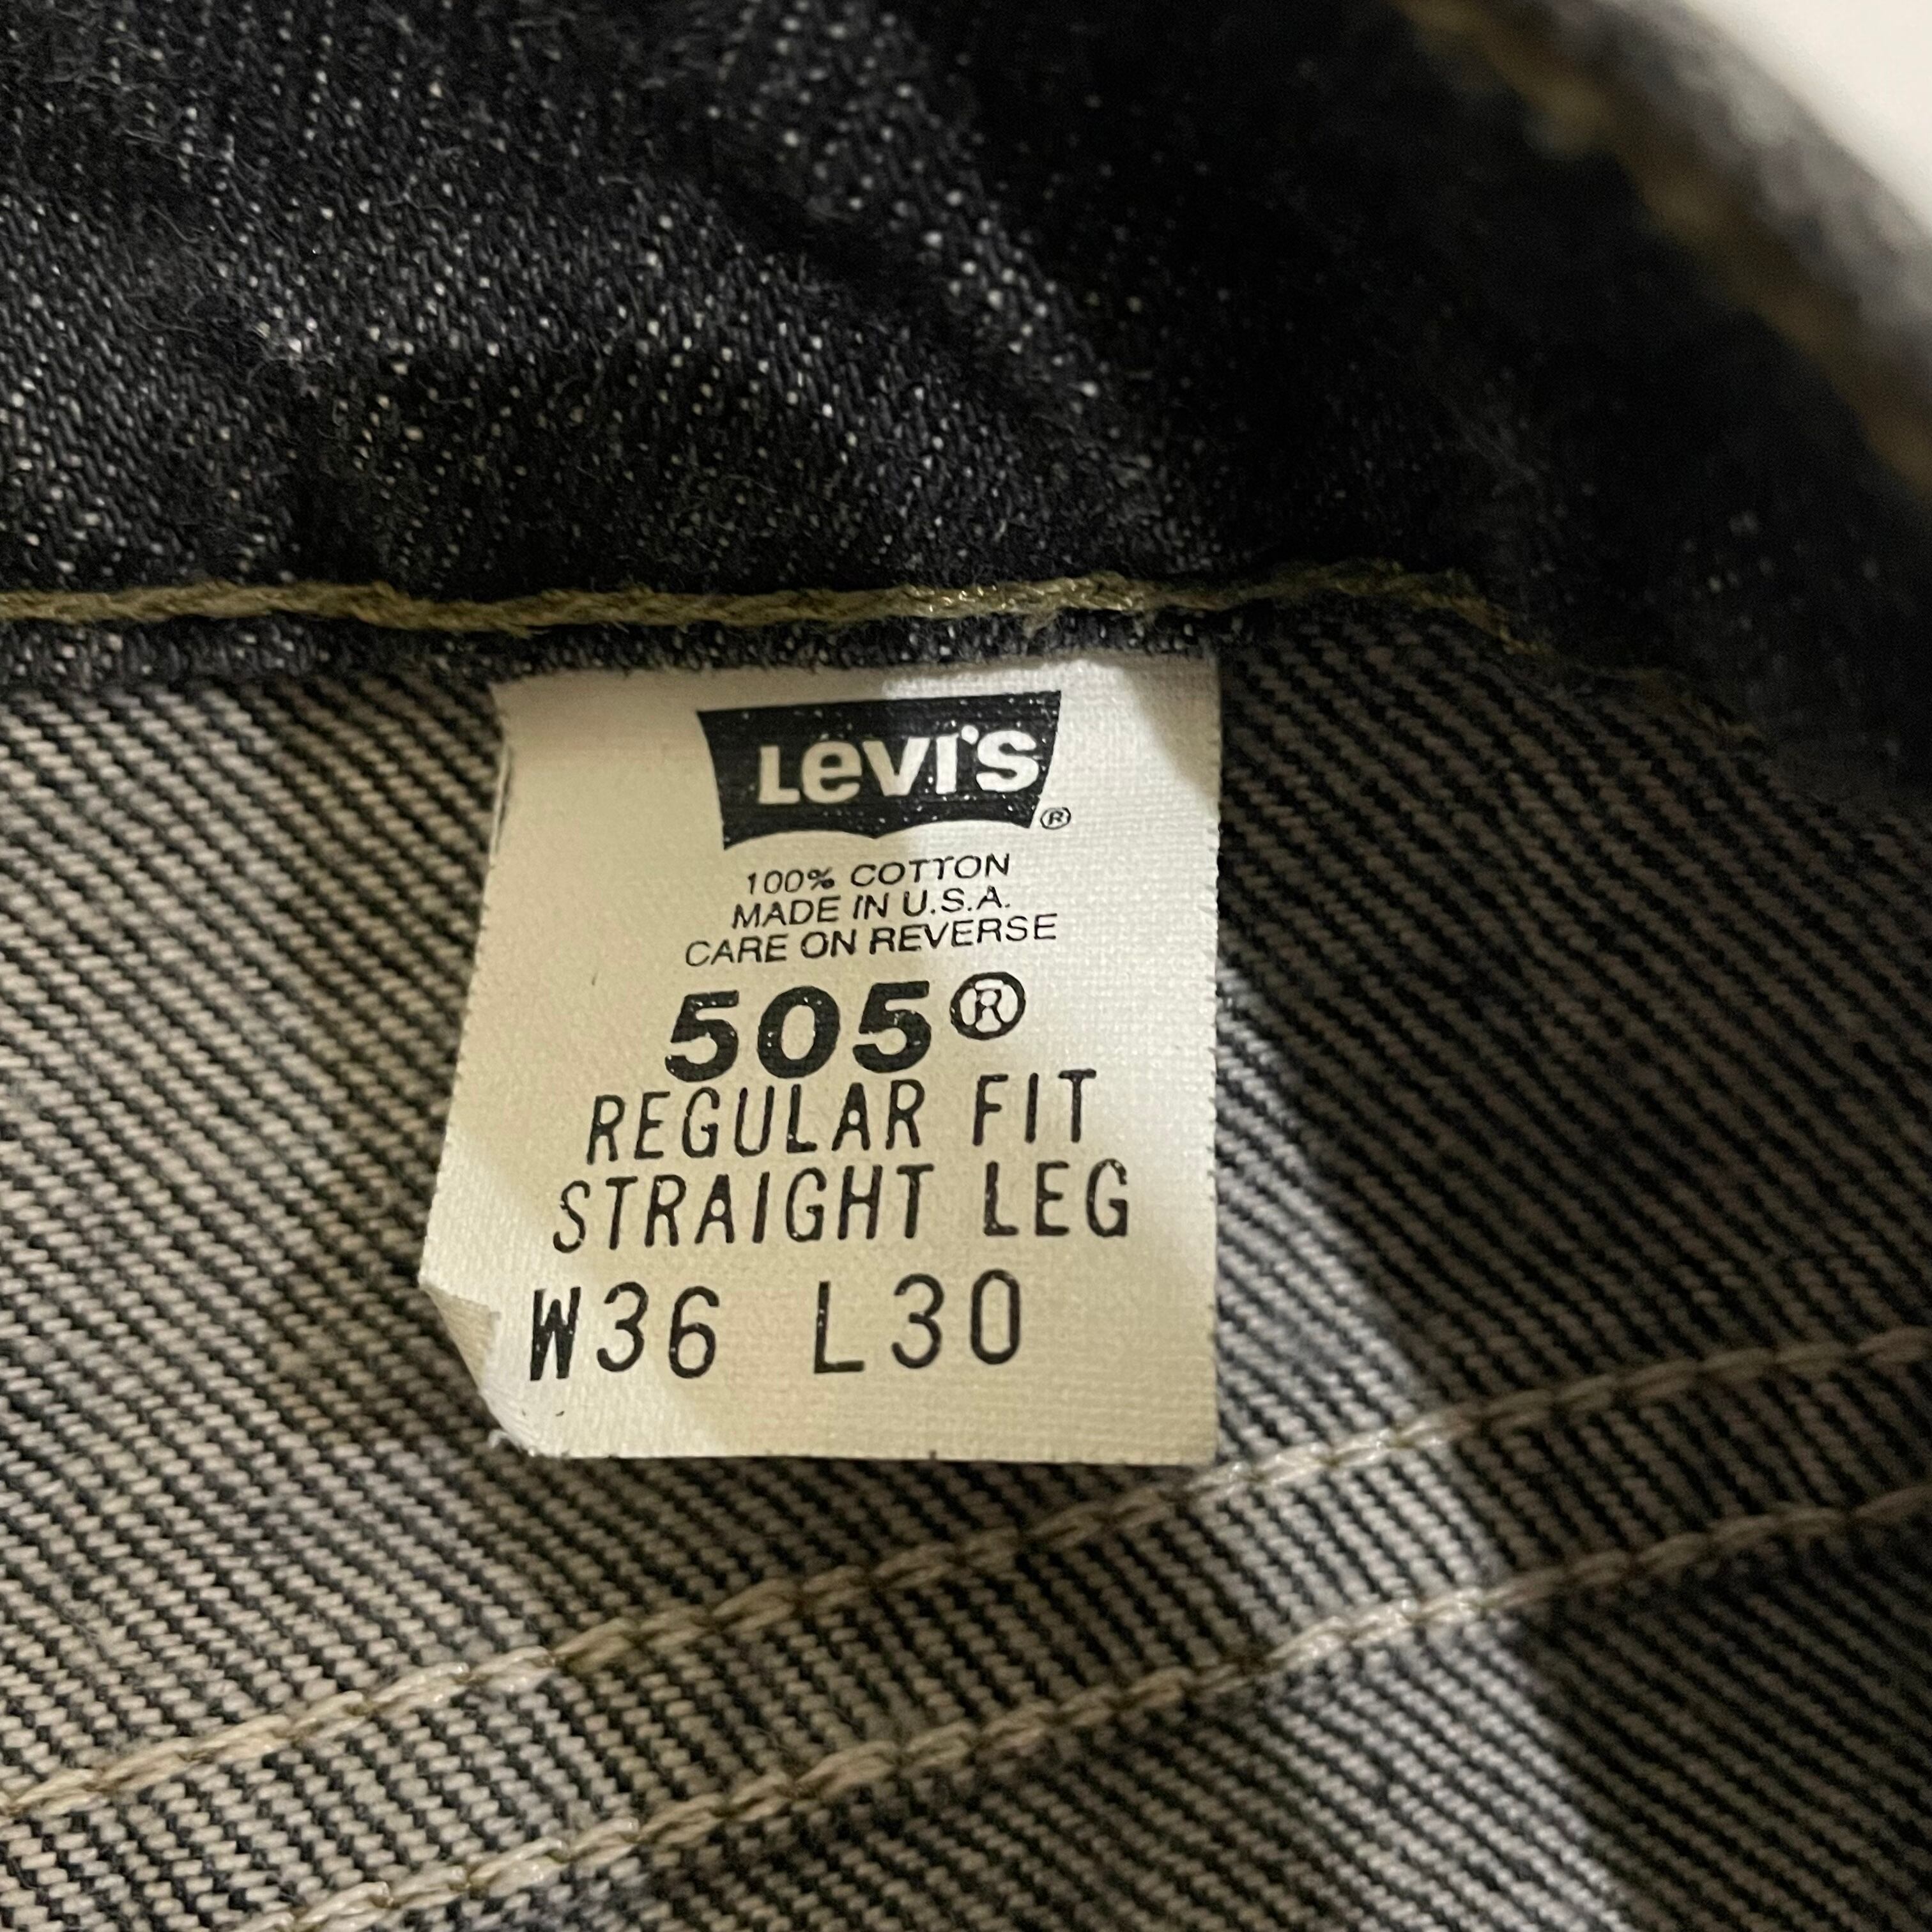 LEVI'S®
100% COTTON
MADE IN U.S.A.
CARE ON REVERSE
505®
REGULAR FIT
STRAIGHT LEG
W36 L30